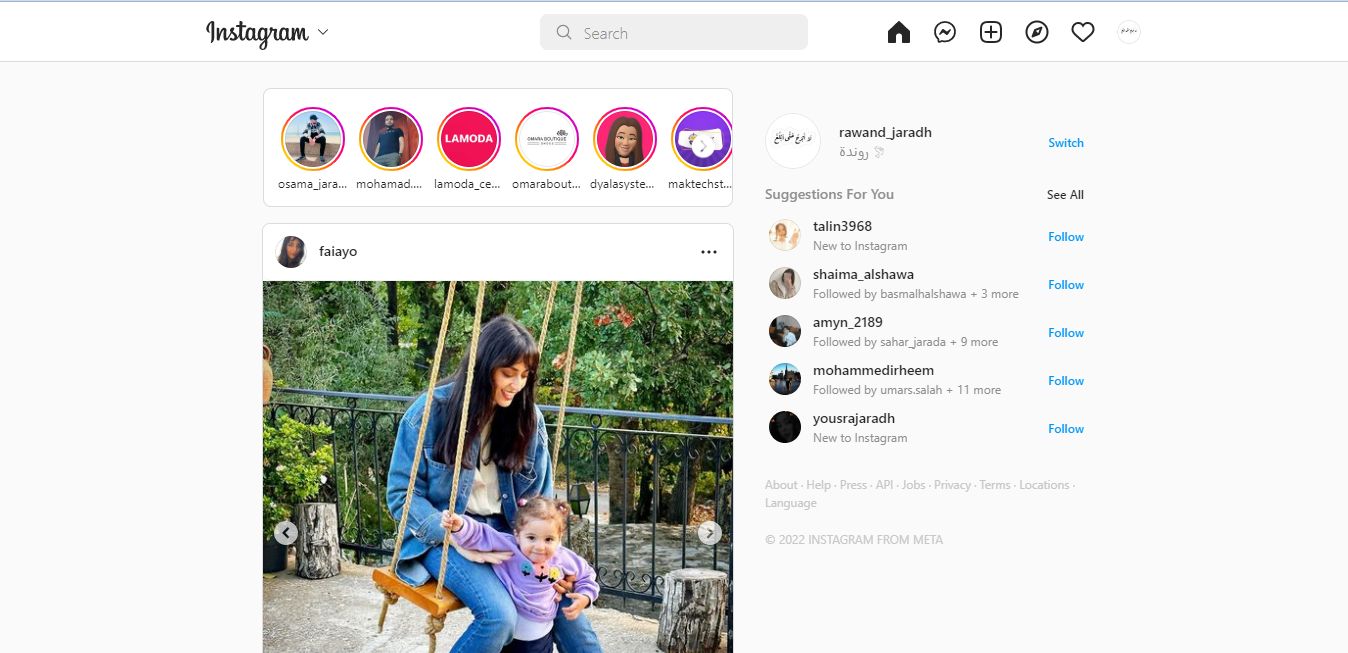 Instagram
Search
osama_jara...
mohamad....
lamoda_ce...
omarabout...
dyalasyste...
maktechst...
LAMODA
OMARA BOUTIQUE
faiayo
rawand_jaradh
روندة
Switch
Suggestions For You
See All
talin3968
New to Instagram
Follow
shaima_alshawa
Followed by basmalhalshawa + 3 more
Follow
amyn_2189
Followed by sahar_jarada + 9 more
Follow
mohammedirheem
Followed by umars.salah + 11 more
Follow
yousrajaradh
New to Instagram
Follow
About · Help · Press · API · Jobs · Privacy · Terms · Locations ·
Language
© 2022 INSTAGRAM FROM META